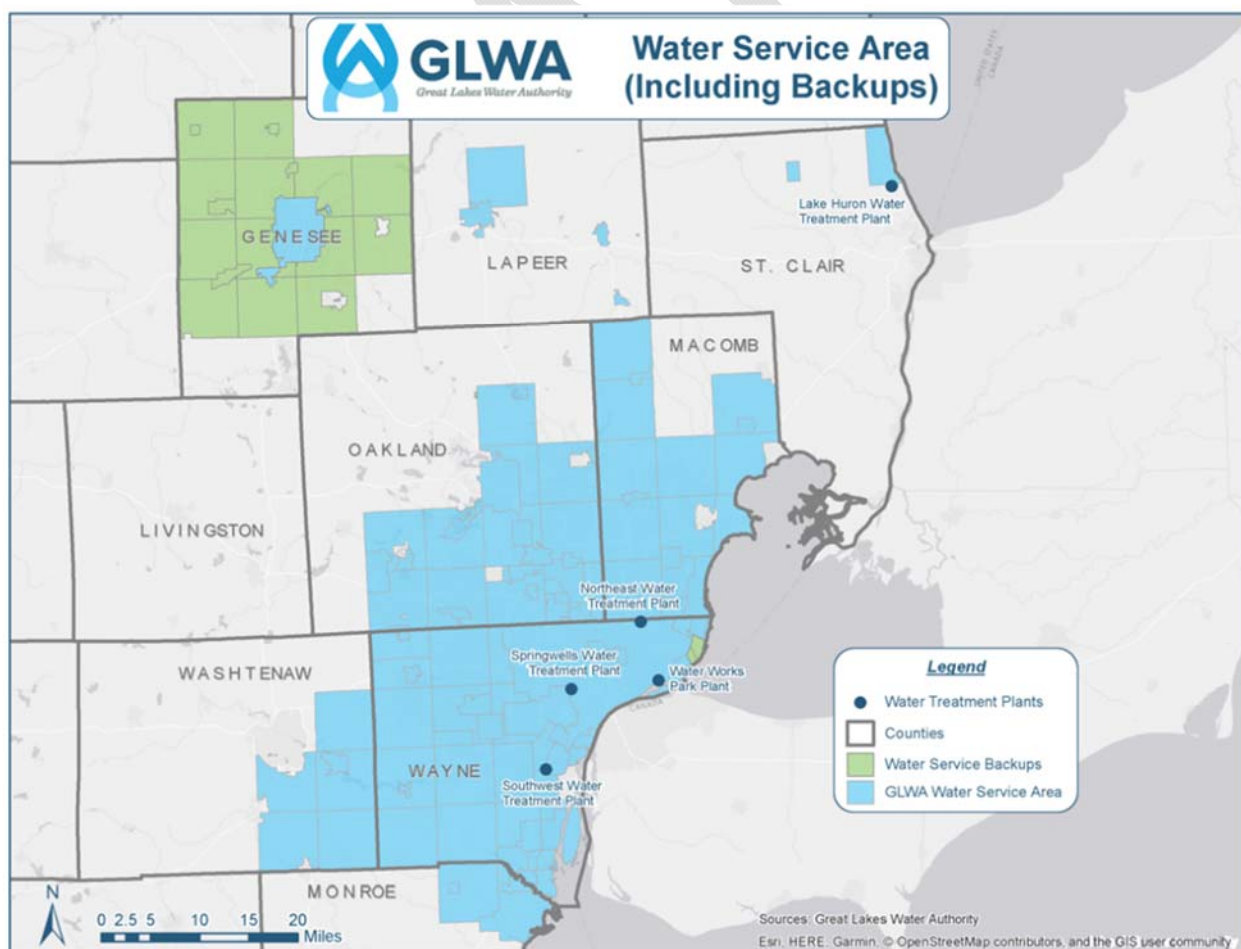 GLWA
Great Lakes Water Authority
Water Service Area
(Including Backups)
UNITED STATES
CANADA
Lake Huron Water
Treatment Plant
GENESEE
LAPEER
ST. CLAIR
MACOMB
OAKLAND
LIVINGSTON
Northeast Water
Treatment Plant
WASHTENAW
Springwells Water
Treatment Plant
Water Works
Park Plant
CANADA
WAYNE
Southwest Water
Treatment Plant
MONROE
Legend
Water Treatment Plants
Counties
Water Service Backups
GLWA Water Service Area
N
0 2.5 5 10 15 20
Miles
Sources: Great Lakes Water Authority
Esri, HERE, Garmin, © OpenStreetMap contributors, and the GIS user community